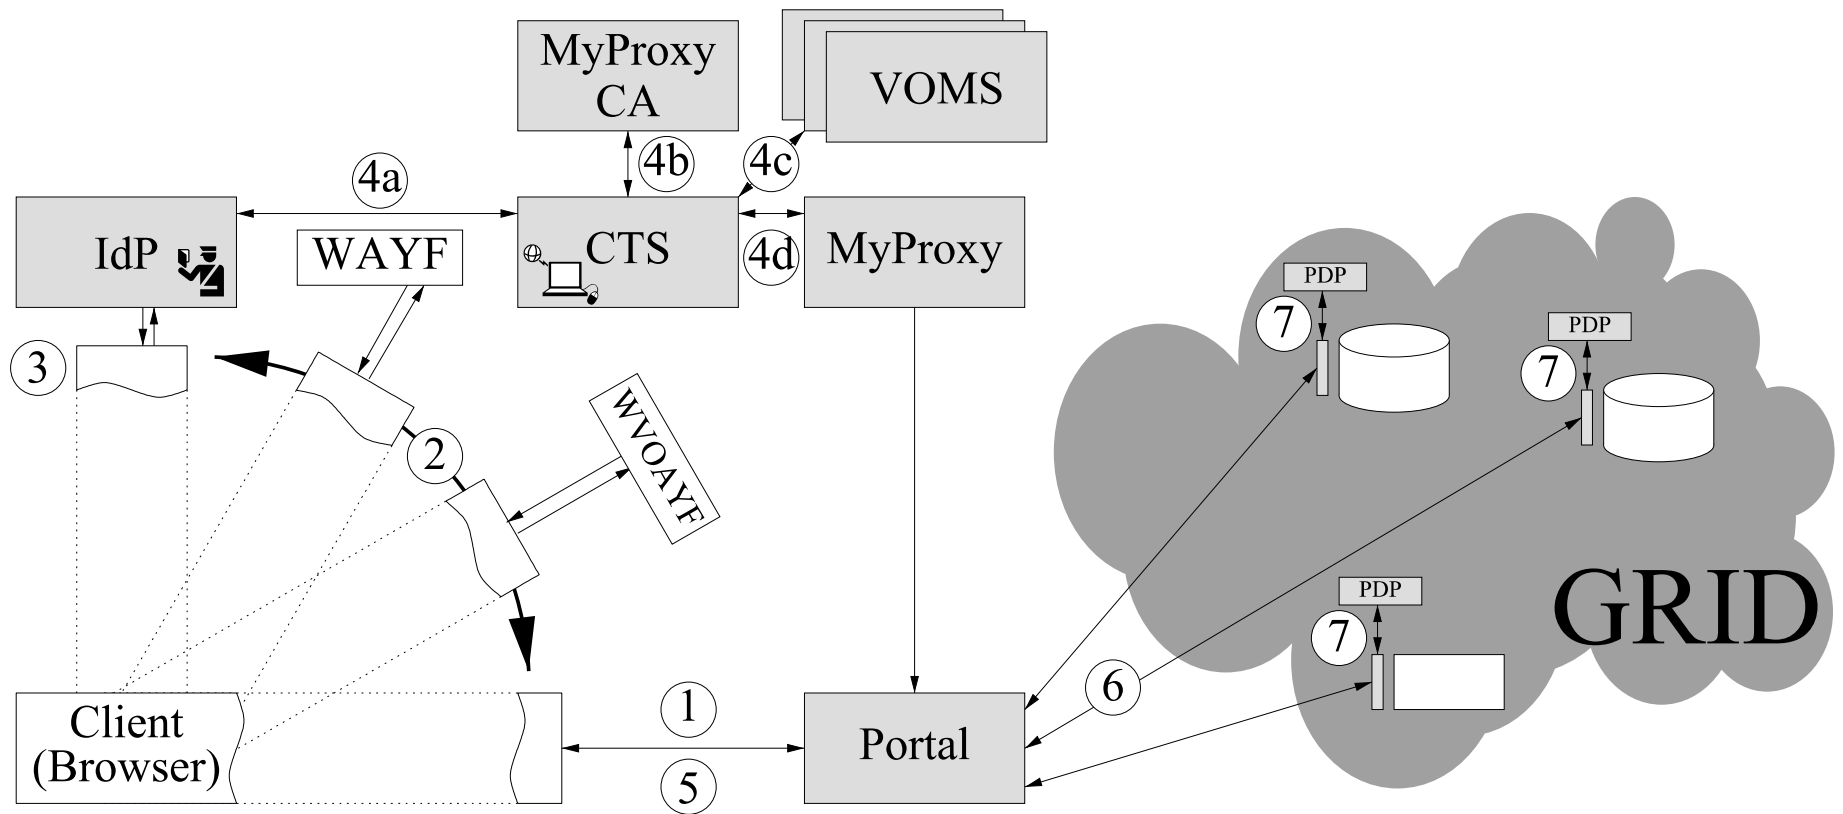 MyProxy
CA
VOMS
4b
4c
4a
IdP
WAYF
CTS
4d
MyProxy
PDP
7
PDP
7
3
2
WVOAYF
PDP
7
GRID
Client
(Browser)
1
5
Portal
6